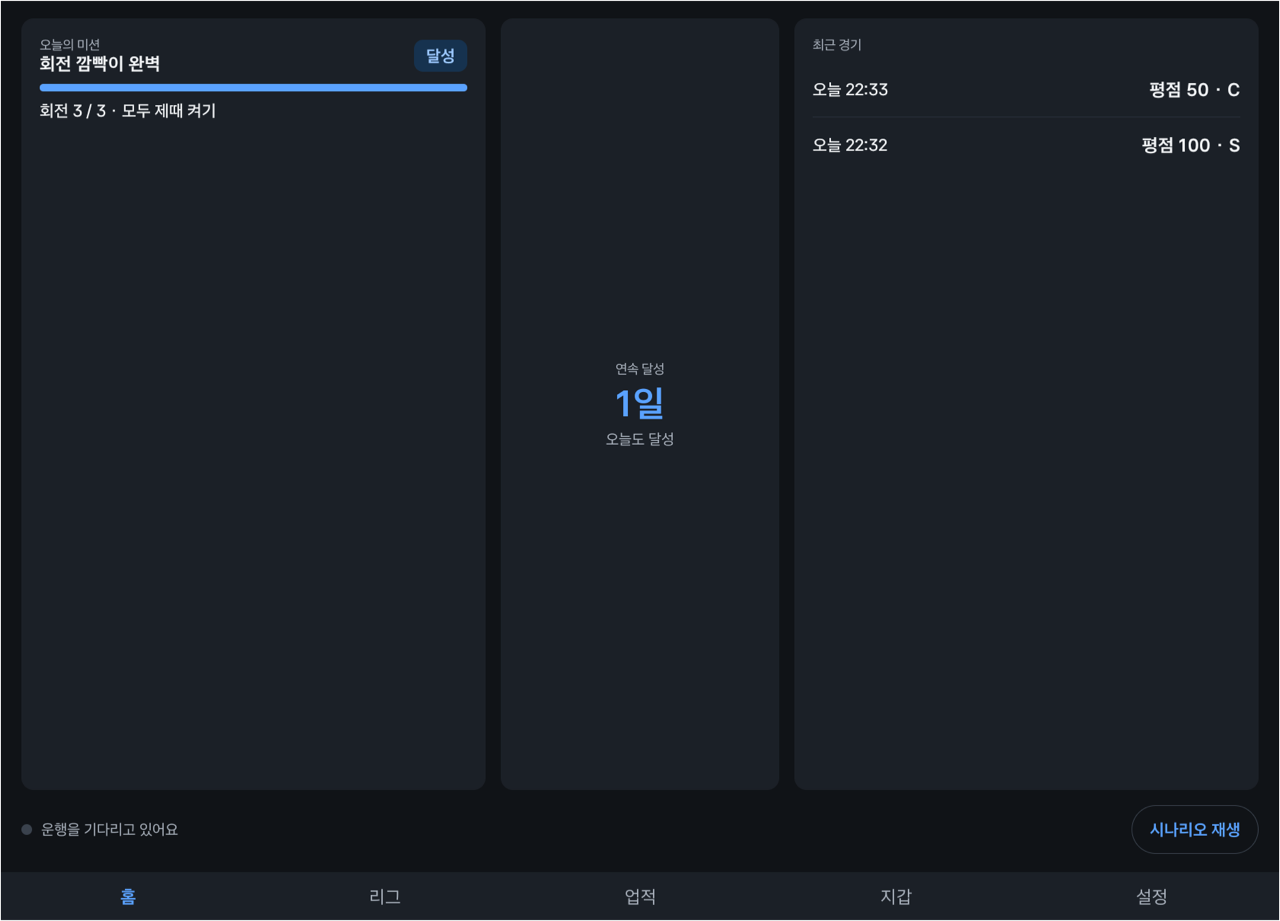 오늘의 미션
회전 깜빡이 완벽
달성
회전 3 / 3 · 모두 제때 켜기
연속 달성
1일
오늘도 달성
최근 경기
오늘 22:33
평점 50 · C
오늘 22:32
평점 100 · S
운행을 기다리고 있어요
시나리오 재생
홈
리그
업적
지갑
설정